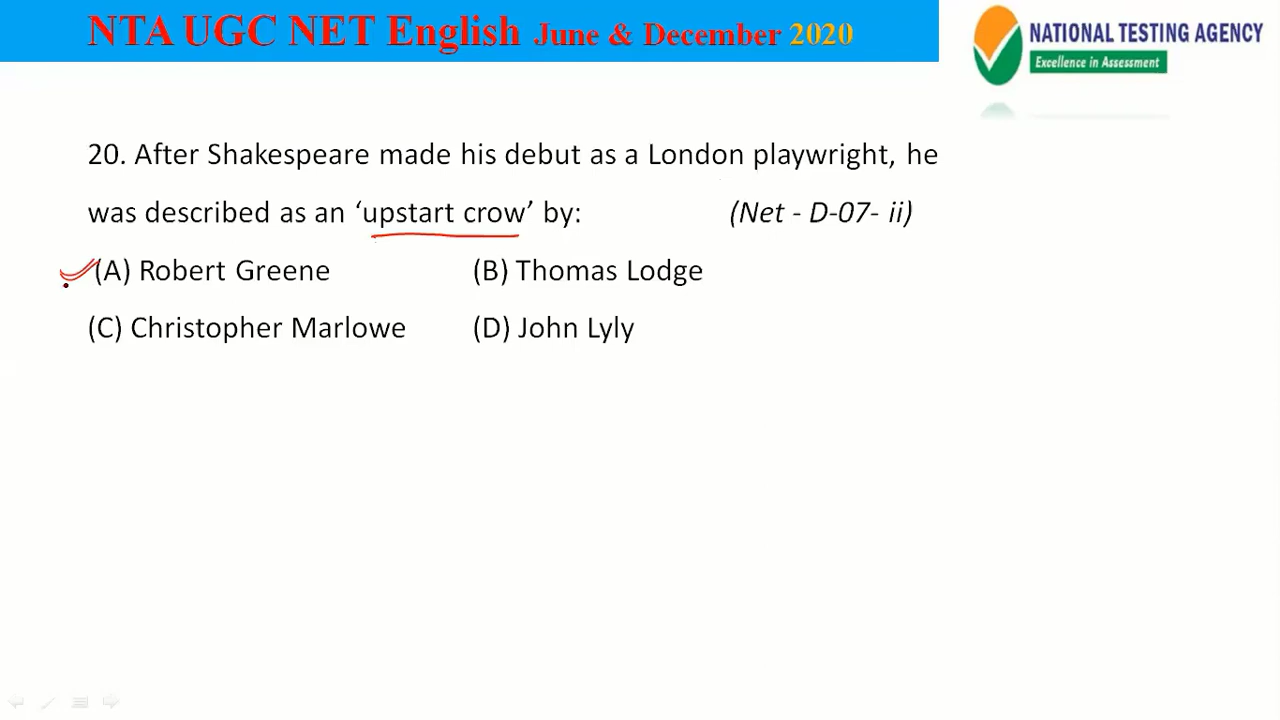 NTA UGC NET English June & December 2020
NATIONAL TESTING AGENCY
Excellence in Assessment
20. After Shakespeare made his debut as a London playwright, he
was described as an ‘upstart crow’ by: (Net - D-07- ii)
(A) Robert Greene (B) Thomas Lodge
(C) Christopher Marlowe (D) John Lyly